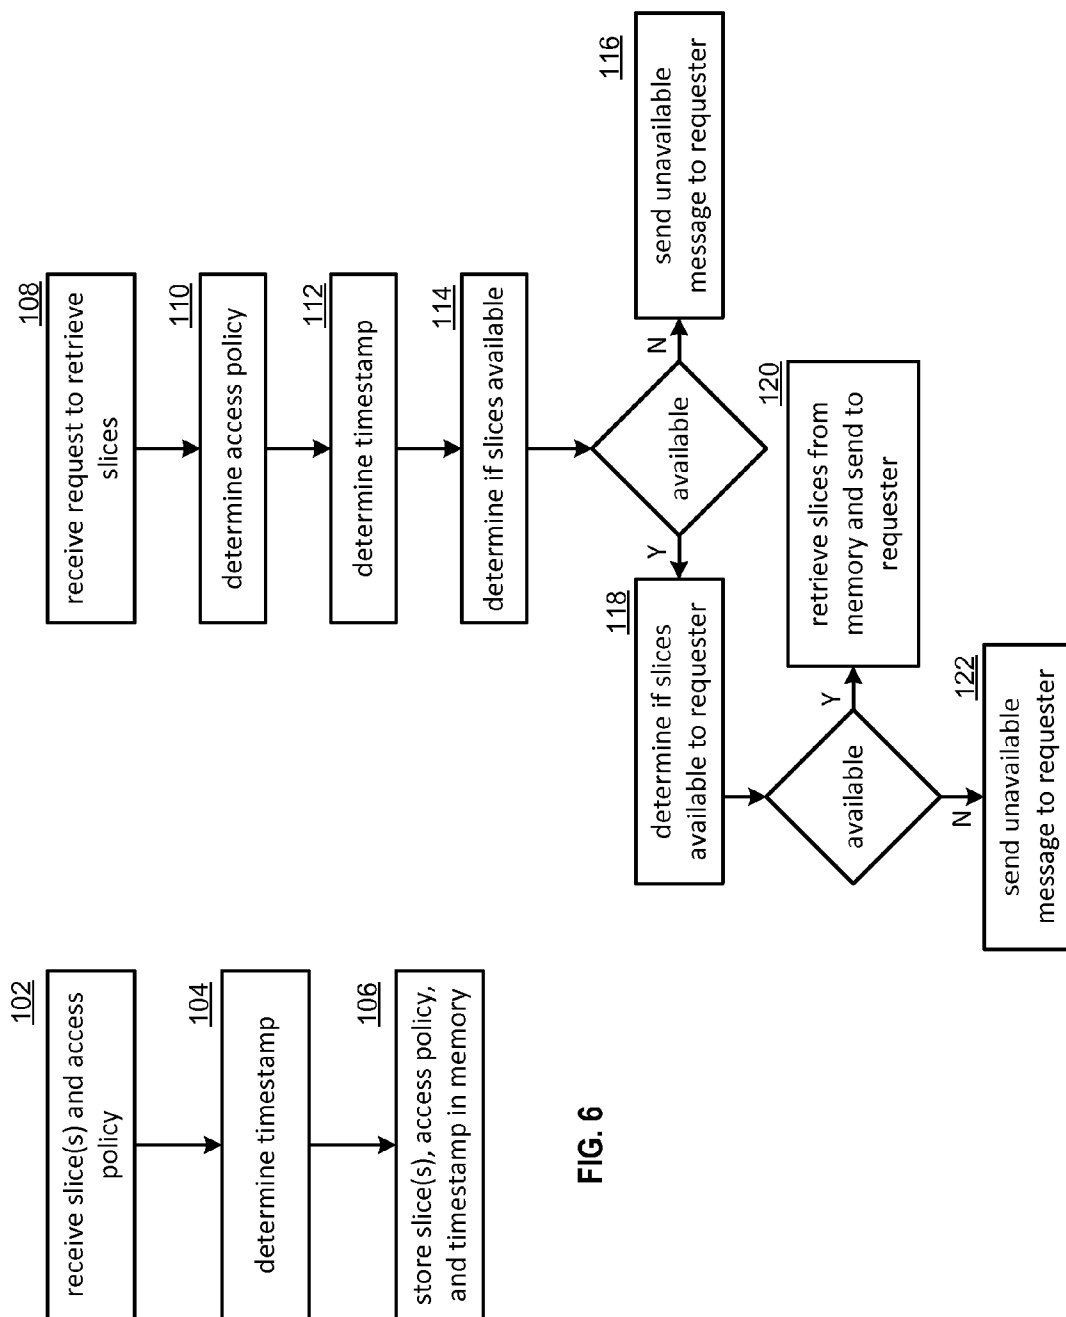 102
receive slice(s) and access
policy
104
determine timestamp
106
store slice(s), access policy,
and timestamp in memory
108
receive request to retrieve
slices
110
determine access policy
112
determine timestamp
114
determine if slices available
available
N
116
send unavailable
message to requester
Y
118
determine if slices
available to requester
available
Y
120
retrieve slices from
memory and send to
requester
N
122
send unavailable
message to requester
FIG. 6